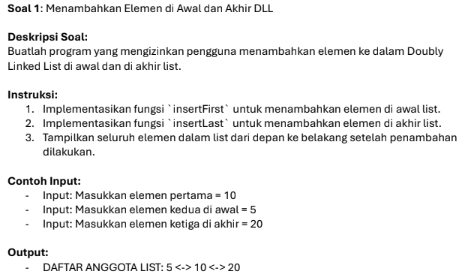 Soal 1: Menambahkan Elemen di Awal dan Akhir DLL
Deskripsi Soal:
Buatlah program yang mengizinkan pengguna menambahkan elemen ke dalam Doubly
Linked List di awal dan di akhir list.
Instruksi:
1. Implementasikan fungsi `insertFirst` untuk menambahkan elemen di awal list.
2. Implementasikan fungsi `insertLast` untuk menambahkan elemen di akhir list.
3. Tampilkan seluruh elemen dalam list dari depan ke belakang setelah penambahan
dilakukan.
Contoh Input:
- Input: Masukkan elemen pertama = 10
- Input: Masukkan elemen kedua di awal = 5
- Input: Masukkan elemen ketiga di akhir = 20
Output:
- DAFTAR ANGGOTA LIST: 5 <-> 10 <-> 20